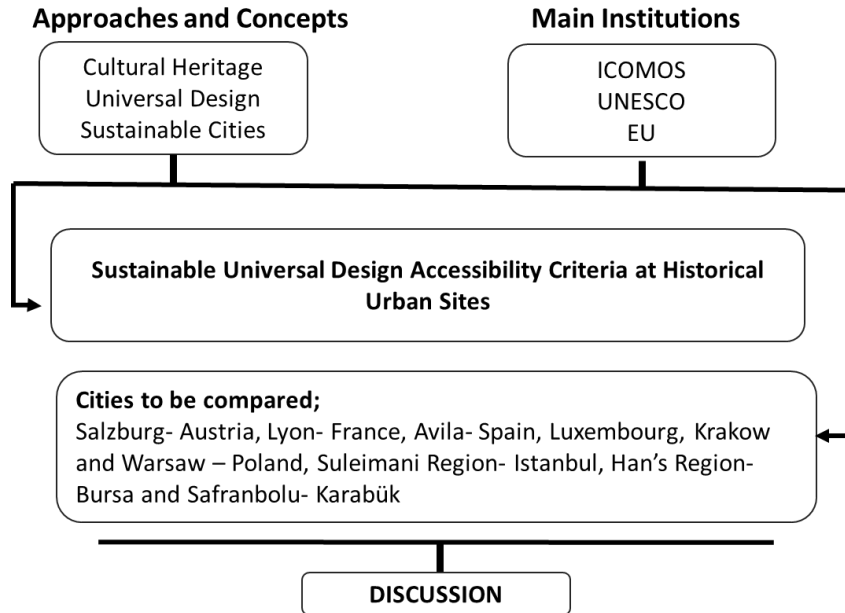 Approaches and Concepts
Cultural Heritage
Universal Design
Sustainable Cities
Main Institutions
ICOMOS
UNESCO
EU
Sustainable Universal Design Accessibility Criteria at Historical
Urban Sites
Cities to be compared;
Salzburg- Austria, Lyon- France, Avila- Spain, Luxembourg, Krakow
and Warsaw – Poland, Suleimani Region- Istanbul, Han's Region-
Bursa and Safranbolu- Karabük
DISCUSSION